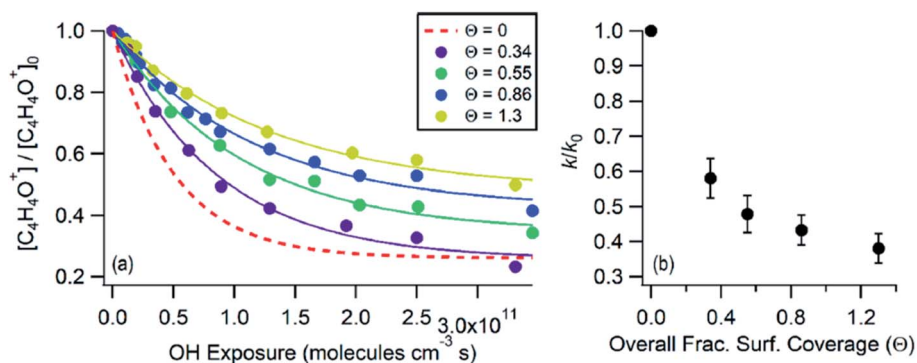 [C4H4O+] / [C4H4O+]0
1.0
0.8
0.6
0.4
0.2
(a)
Θ = 0
Θ = 0.34
Θ = 0.55
Θ = 0.86
Θ = 1.3
0.0 0.5 1.0 1.5 2.0 2.5 3.0x10¹¹
OH Exposure (molecules cm⁻³ s)
k/k0
1.0
0.9
0.8
0.7
0.6
0.5
0.4
0.3
(b)
0.0 0.4 0.8 1.2
Overall Frac. Surf. Coverage (Θ)